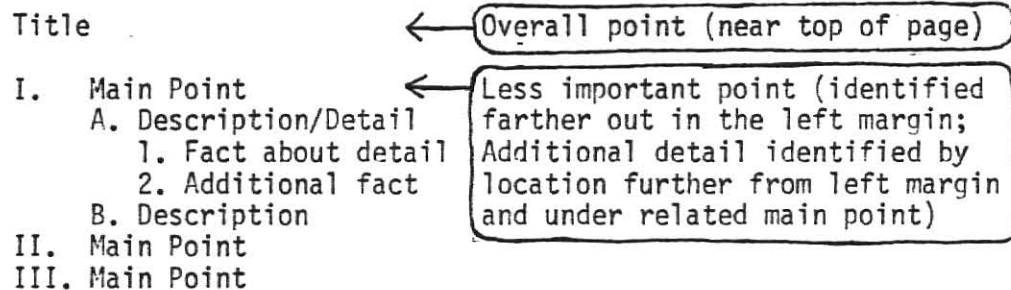 Title
Overall point (near top of page)
I. Main Point
A. Description/Detail
1. Fact about detail
2. Additional fact
B. Description
II. Main Point
III. Main Point
Less important point (identified
farther out in the left margin;
Additional detail identified by
location further from left margin
and under related main point)